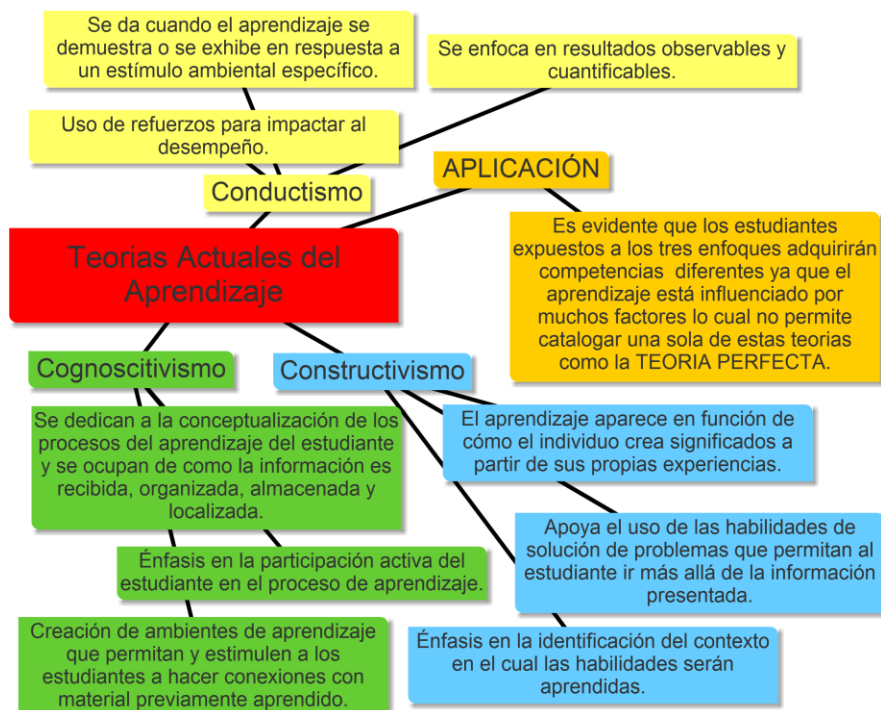 Se da cuando el aprendizaje se
demuestra o se exhibe en respuesta a
un estímulo ambiental específico.
Se enfoca en resultados observables y
cuantificables.
Uso de refuerzos para impactar al
desempeño.
Conductismo
APLICACIÓN
Es evidente que los estudiantes
expuestos a los tres enfoques adquirirán
competencias diferentes ya que el
aprendizaje está influenciado por
muchos factores lo cual no permite
catalogar una sola de estas teorias
como la TEORIA PERFECTA.
Teorías Actuales del
Aprendizaje
Cognoscitivismo
Se dedican a la conceptualización de los
procesos del aprendizaje del estudiante
y se ocupan de como la información es
recibida, organizada, almacenada y
localizada.
Énfasis en la participación activa del
estudiante en el proceso de aprendizaje.
Creación de ambientes de aprendizaje
que permitan y estimulen a los
estudiantes a hacer conexiones con
material previamente aprendido.
Constructivismo
El aprendizaje aparece en función de
cómo el individuo crea significados a
partir de sus propias experiencias.
Apoya el uso de las habilidades de
solución de problemas que permitan al
estudiante ir más allá de la información
presentada.
Énfasis en la identificación del contexto
en el cual las habilidades serán
aprendidas.